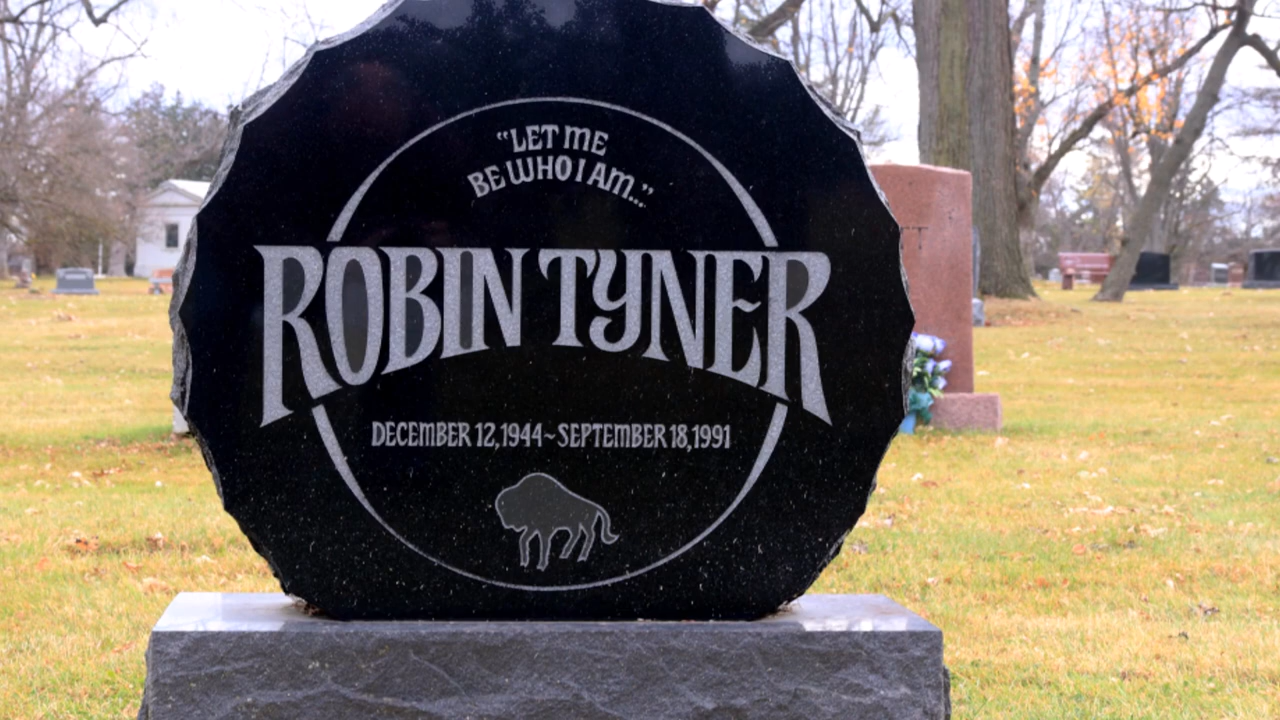 “LET ME
BE WHO I AM...”
ROBIN TYNER
DECEMBER 12, 1944~SEPTEMBER 18, 1991